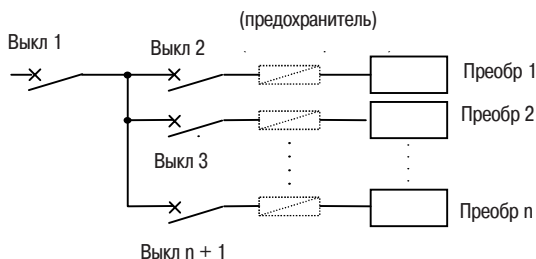 (предохранитель)
Выкл 1
Выкл 2
Преобр 1
Преобр 2
Выкл 3
Преобр n
Выкл n + 1